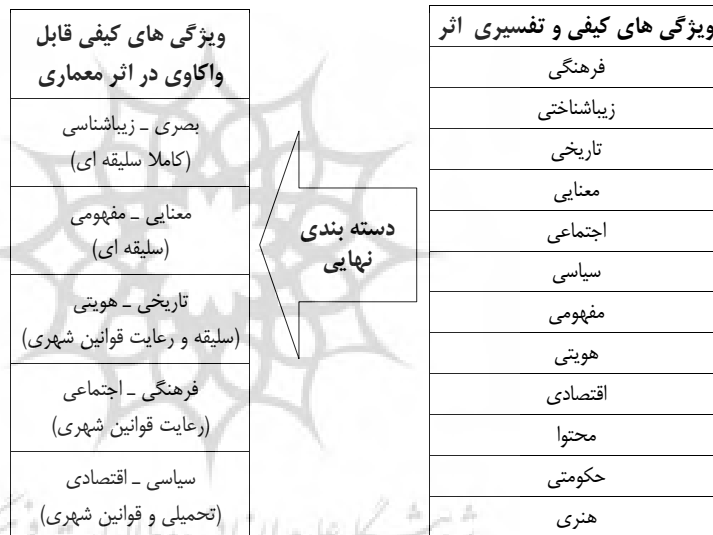 ویژگی های کیفی و تفسیری اثر
فرهنگی
زیباشناختی
تاریخی
معنایی
اجتماعی
سیاسی
مفهومی
هویتی
اقتصادی
محتوا
حکومتی
هنری
دسته بندی
نهایی
ویژگی های کیفی قابل
واکاوی در اثر معماری
بصری ـ زیباشناسی
(کاملا سلیقه ای)
معنایی ـ مفهومی
(سلیقه ای)
تاریخی ـ هویتی
(سلیقه و رعایت قوانین شهری)
فرهنگی ـ اجتماعی
(رعایت قوانین شهری)
سیاسی ـ اقتصادی
(تحمیلی و قوانین شهری)